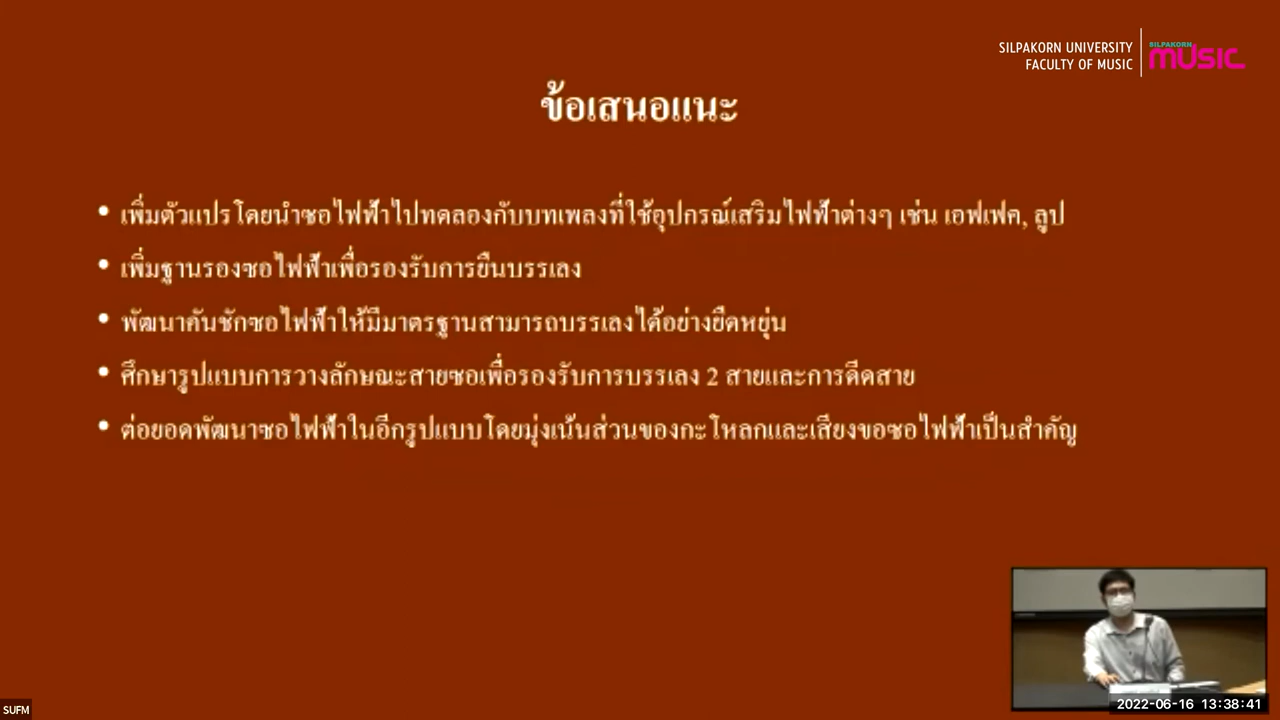 SILPAKORN UNIVERSITY
FACULTY OF MUSIC
SILPAKORN
MUSIC
ข้อเสนอแนะ
• เพิ่มตัวแปรโดยนำซอไฟฟ้าไปทดลองกับบทเพลงที่ใช้อุปกรณ์เสริมไฟฟ้าต่างๆ เช่น เอฟเฟค, ลูป
• เพิ่มฐานรองซอไฟฟ้าเพื่อรองรับการยืนบรรเลง
• พัฒนาคันชักซอไฟฟ้าให้มีมาตรฐานสามารถบรรเลงได้อย่างยืดหยุ่น
• ศึกษารูปแบบการวางลักษณะสายซอเพื่อรองรับการบรรเลง 2 สายและการดีดสาย
• ต่อยอดพัฒนาซอไฟฟ้าในอีกรูปแบบโดยมุ่งเน้นส่วนของกะโหลกและเสียงขอซอไฟฟ้าเป็นสำคัญ
2022-06-16 13:38:41
SUFM